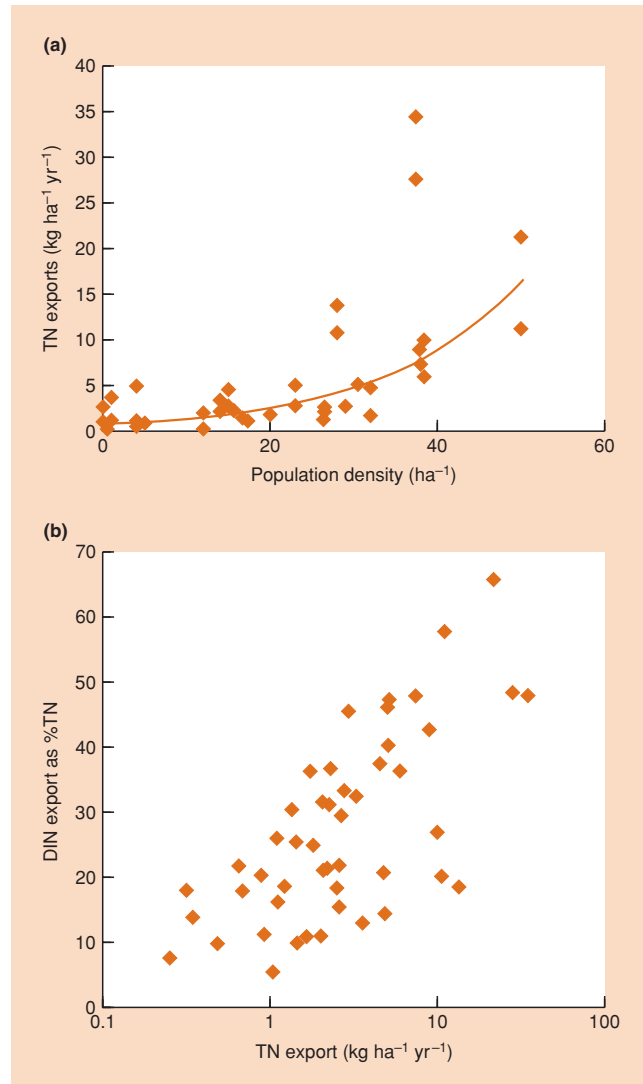 (a)
40
35
30
25
20
15
10
5
0
TN exports (kg ha⁻¹ yr⁻¹)
0 20 40 60
Population density (ha⁻¹)
(b)
70
60
50
40
30
20
10
0
DIN export as %TN
0.1 1 10 100
TN export (kg ha⁻¹ yr⁻¹)